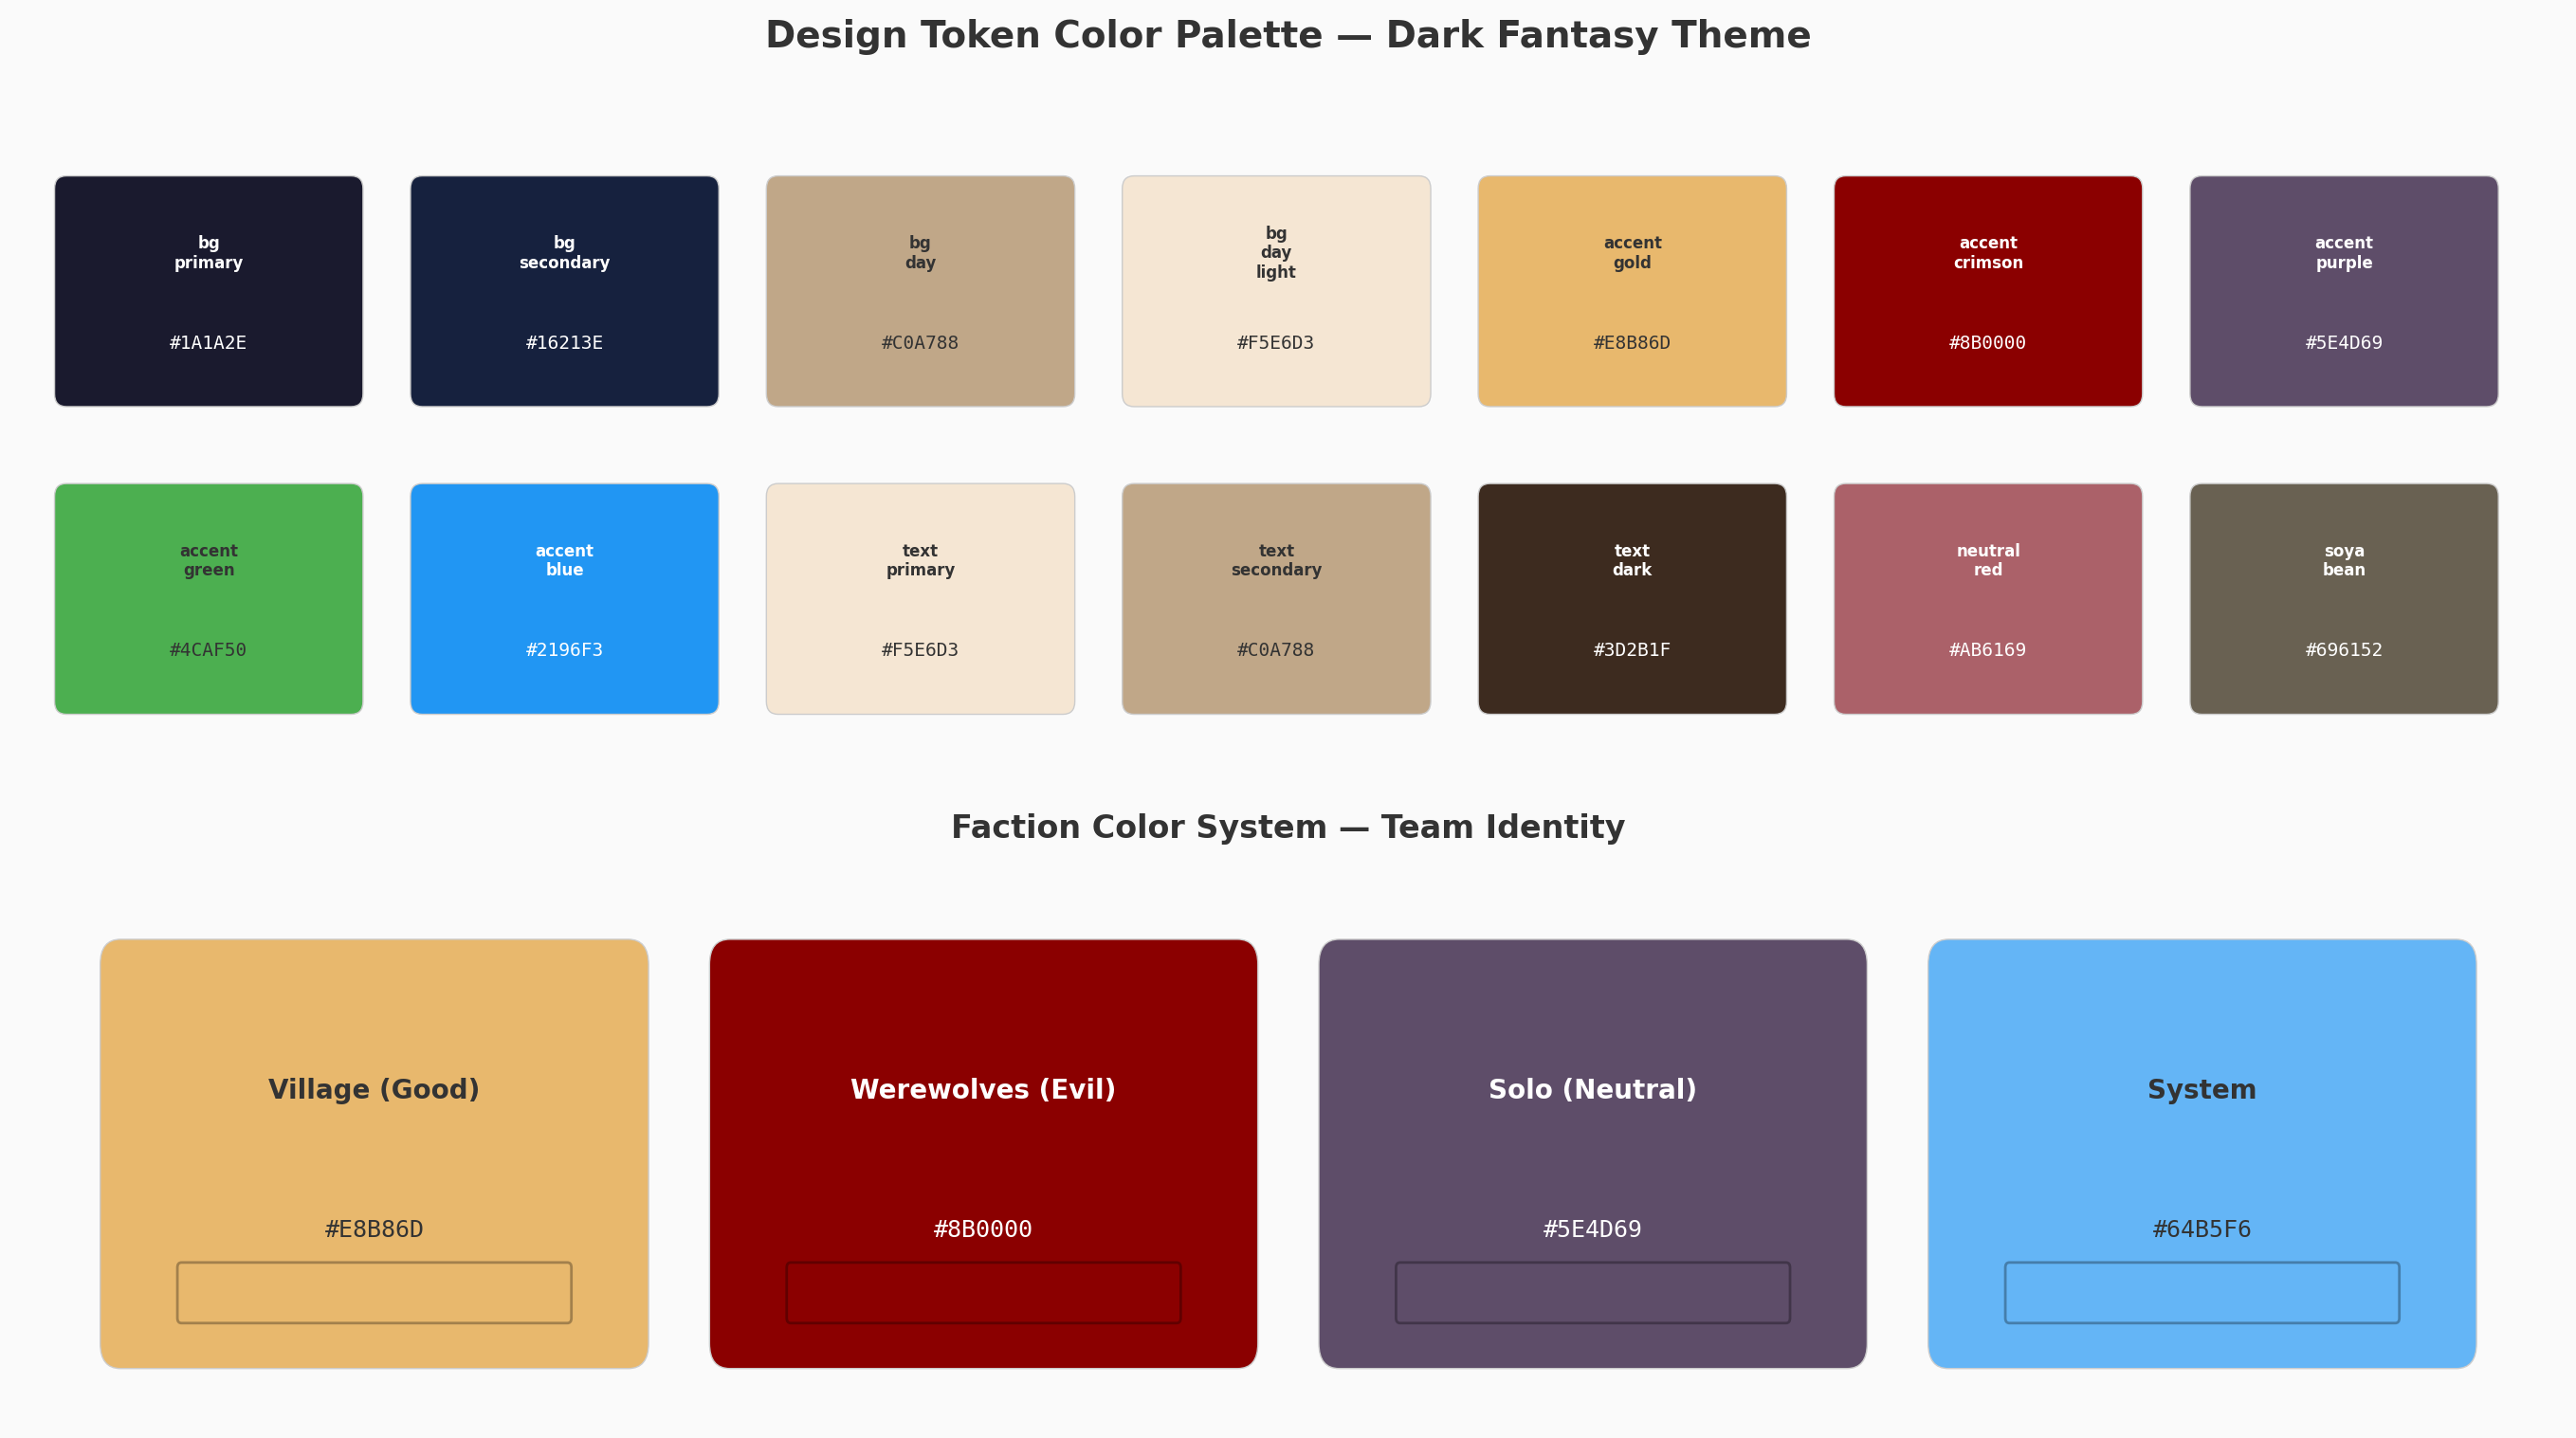 Design Token Color Palette — Dark Fantasy Theme
bg
primary
#1A1A2E
bg
secondary
#16213E
bg
day
#C0A788
bg
day
light
#F5E6D3
accent
gold
#E8B86D
accent
crimson
#8B0000
accent
purple
#5E4D69
accent
green
#4CAF50
accent
blue
#2196F3
text
primary
#F5E6D3
text
secondary
#C0A788
text
dark
#3D2B1F
neutral
red
#AB6169
soya
bean
#696152
Faction Color System — Team Identity
Village (Good)
#E8B86D
Werewolves (Evil)
#8B0000
Solo (Neutral)
#5E4D69
System
#64B5F6